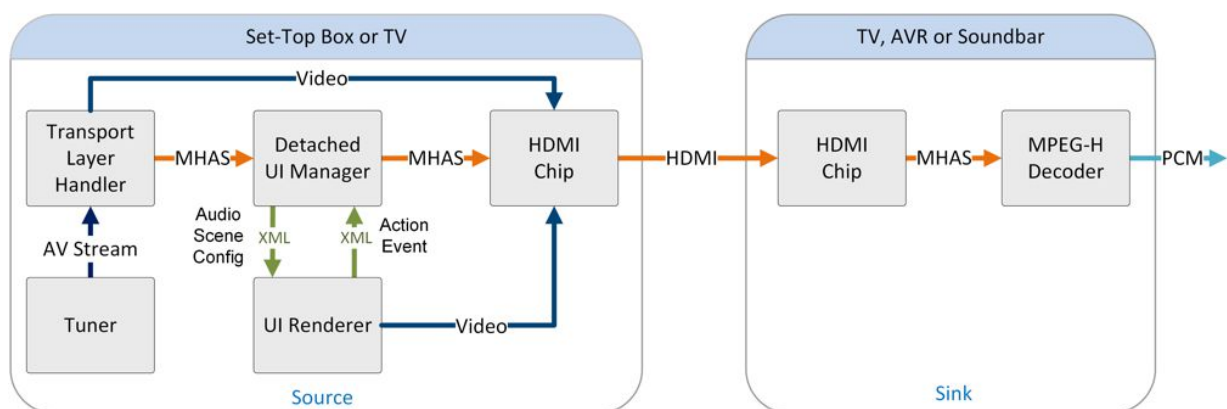 Set-Top Box or TV
TV, AVR or Soundbar
Video
Transport
Layer
Handler
MHAS
Detached
UI Manager
MHAS
HDMI
Chip
HDMI
HDMI
Chip
MHAS
MPEG-H
Decoder
PCM
AV Stream
Audio
Scene
Config
XML
XML
Action
Event
Tuner
UI Renderer
Video
Source
Sink